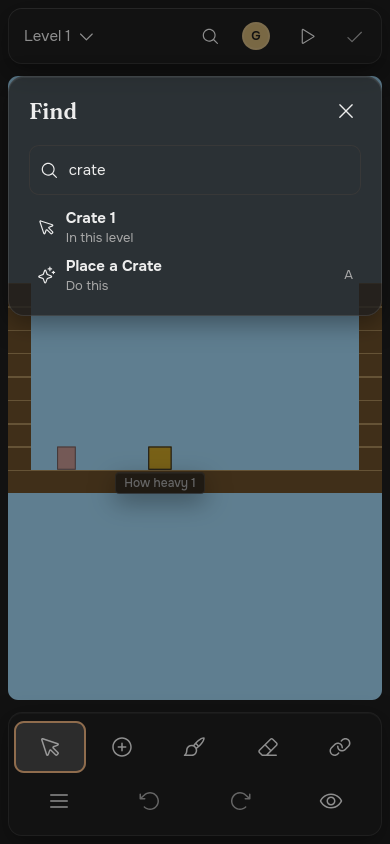 Level 1
G
Find
crate
Crate 1
In this level
Place a Crate
Do this
A
How heavy 1